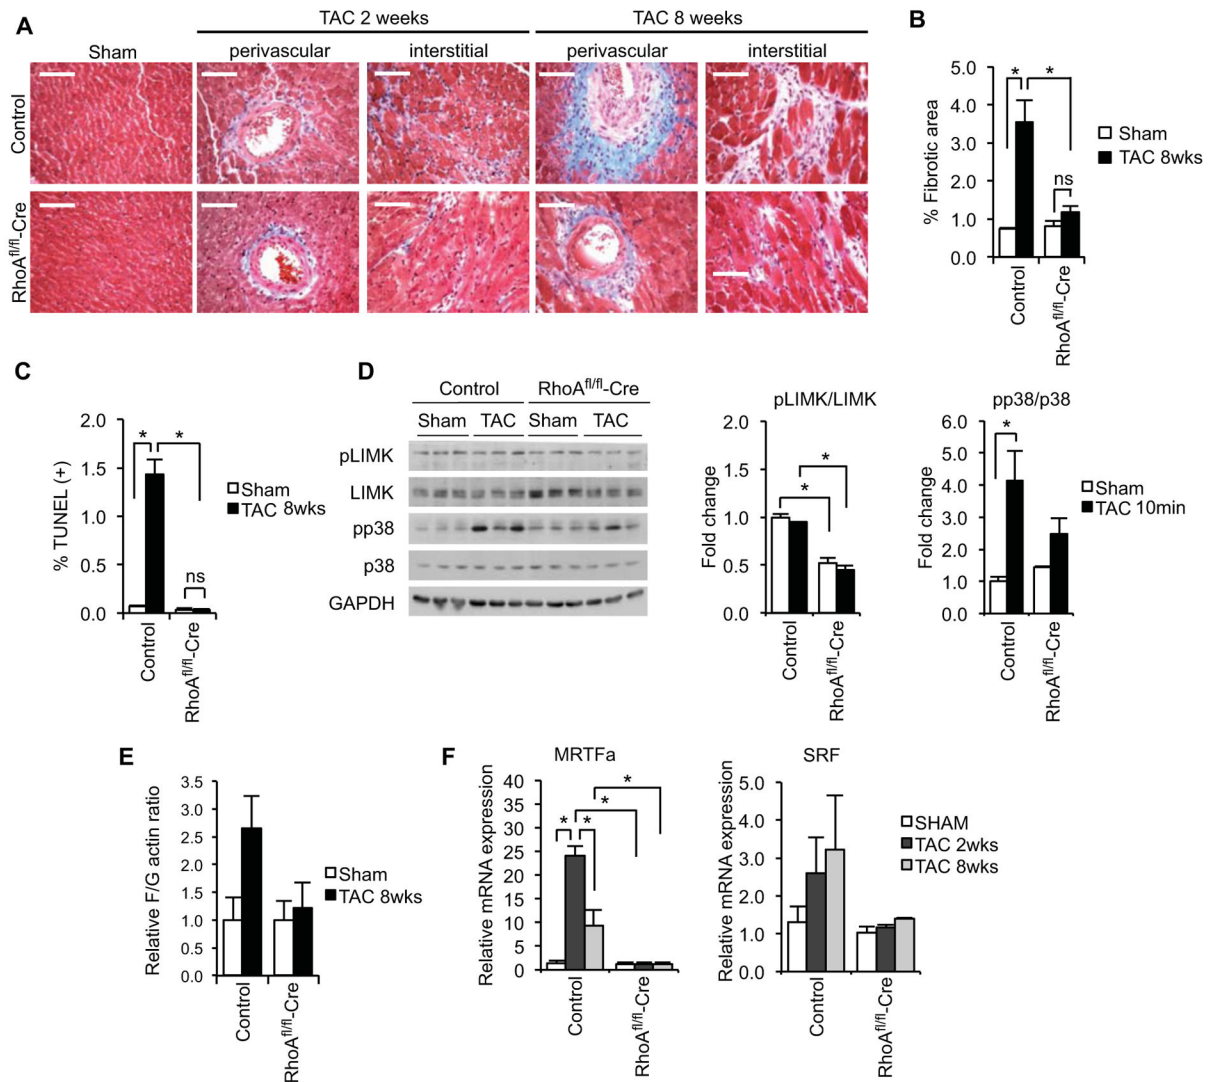 A
TAC 2 weeks
TAC 8 weeks
Sham
perivascular
interstitial
perivascular
interstitial
Control
RhoAfl/fl-Cre
B
5.0
4.0
3.0
2.0
1.0
0.0
% Fibrotic area
*
*
ns
Sham
TAC 8wks
Control
RhoAfl/fl-Cre
C
2.0
1.5
1.0
0.5
0.0
% TUNEL (+)
*
*
ns
Sham
TAC 8wks
Control
RhoAfl/fl-Cre
D
Control
RhoAfl/fl-Cre
Sham
TAC
Sham
TAC
pLIMK
LIMK
pp38
p38
GAPDH
pLIMK/LIMK
2.0
1.5
1.0
0.5
0
Fold change
*
*
Control
RhoAfl/fl-Cre
pp38/p38
6.0
5.0
4.0
3.0
2.0
1.0
0.0
Fold change
*
Sham
TAC 10min
Control
RhoAfl/fl-Cre
E
3.5
3.0
2.5
2.0
1.5
1.0
0.5
0.0
Relative F/G actin ratio
Sham
TAC 8wks
Control
RhoAfl/fl-Cre
F
MRTFa
40
35
30
25
20
15
10
5
0
Relative mRNA expression
*
*
*
*
Control
RhoAfl/fl-Cre
SRF
5.0
4.0
3.0
2.0
1.0
0.0
Relative mRNA expression
SHAM
TAC 2wks
TAC 8wks
Control
RhoAfl/fl-Cre